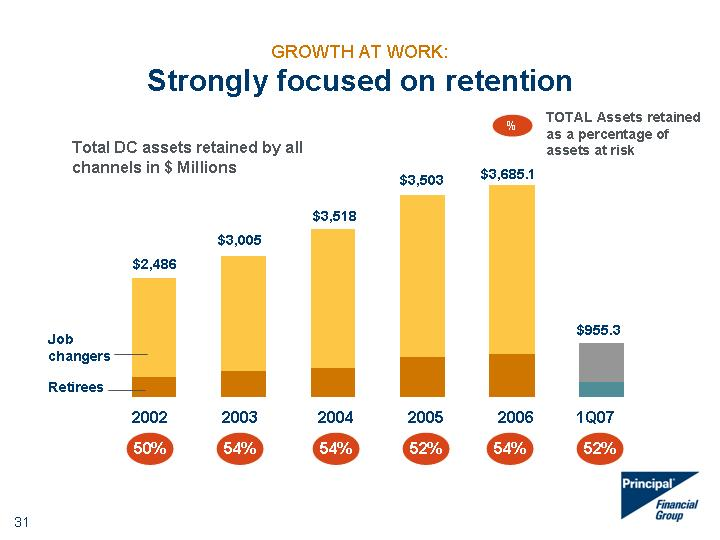 GROWTH AT WORK:
Strongly focused on retention
%
TOTAL Assets retained
as a percentage of
assets at risk
Total DC assets retained by all
channels in $ Millions
$2,486
$3,005
$3,518
$3,503
$3,685.1
$955.3
Job
changers
Retirees
2002 2003 2004 2005 2006 1Q07
50% 54% 54% 52% 54% 52%
Principal®
Financial
Group
31